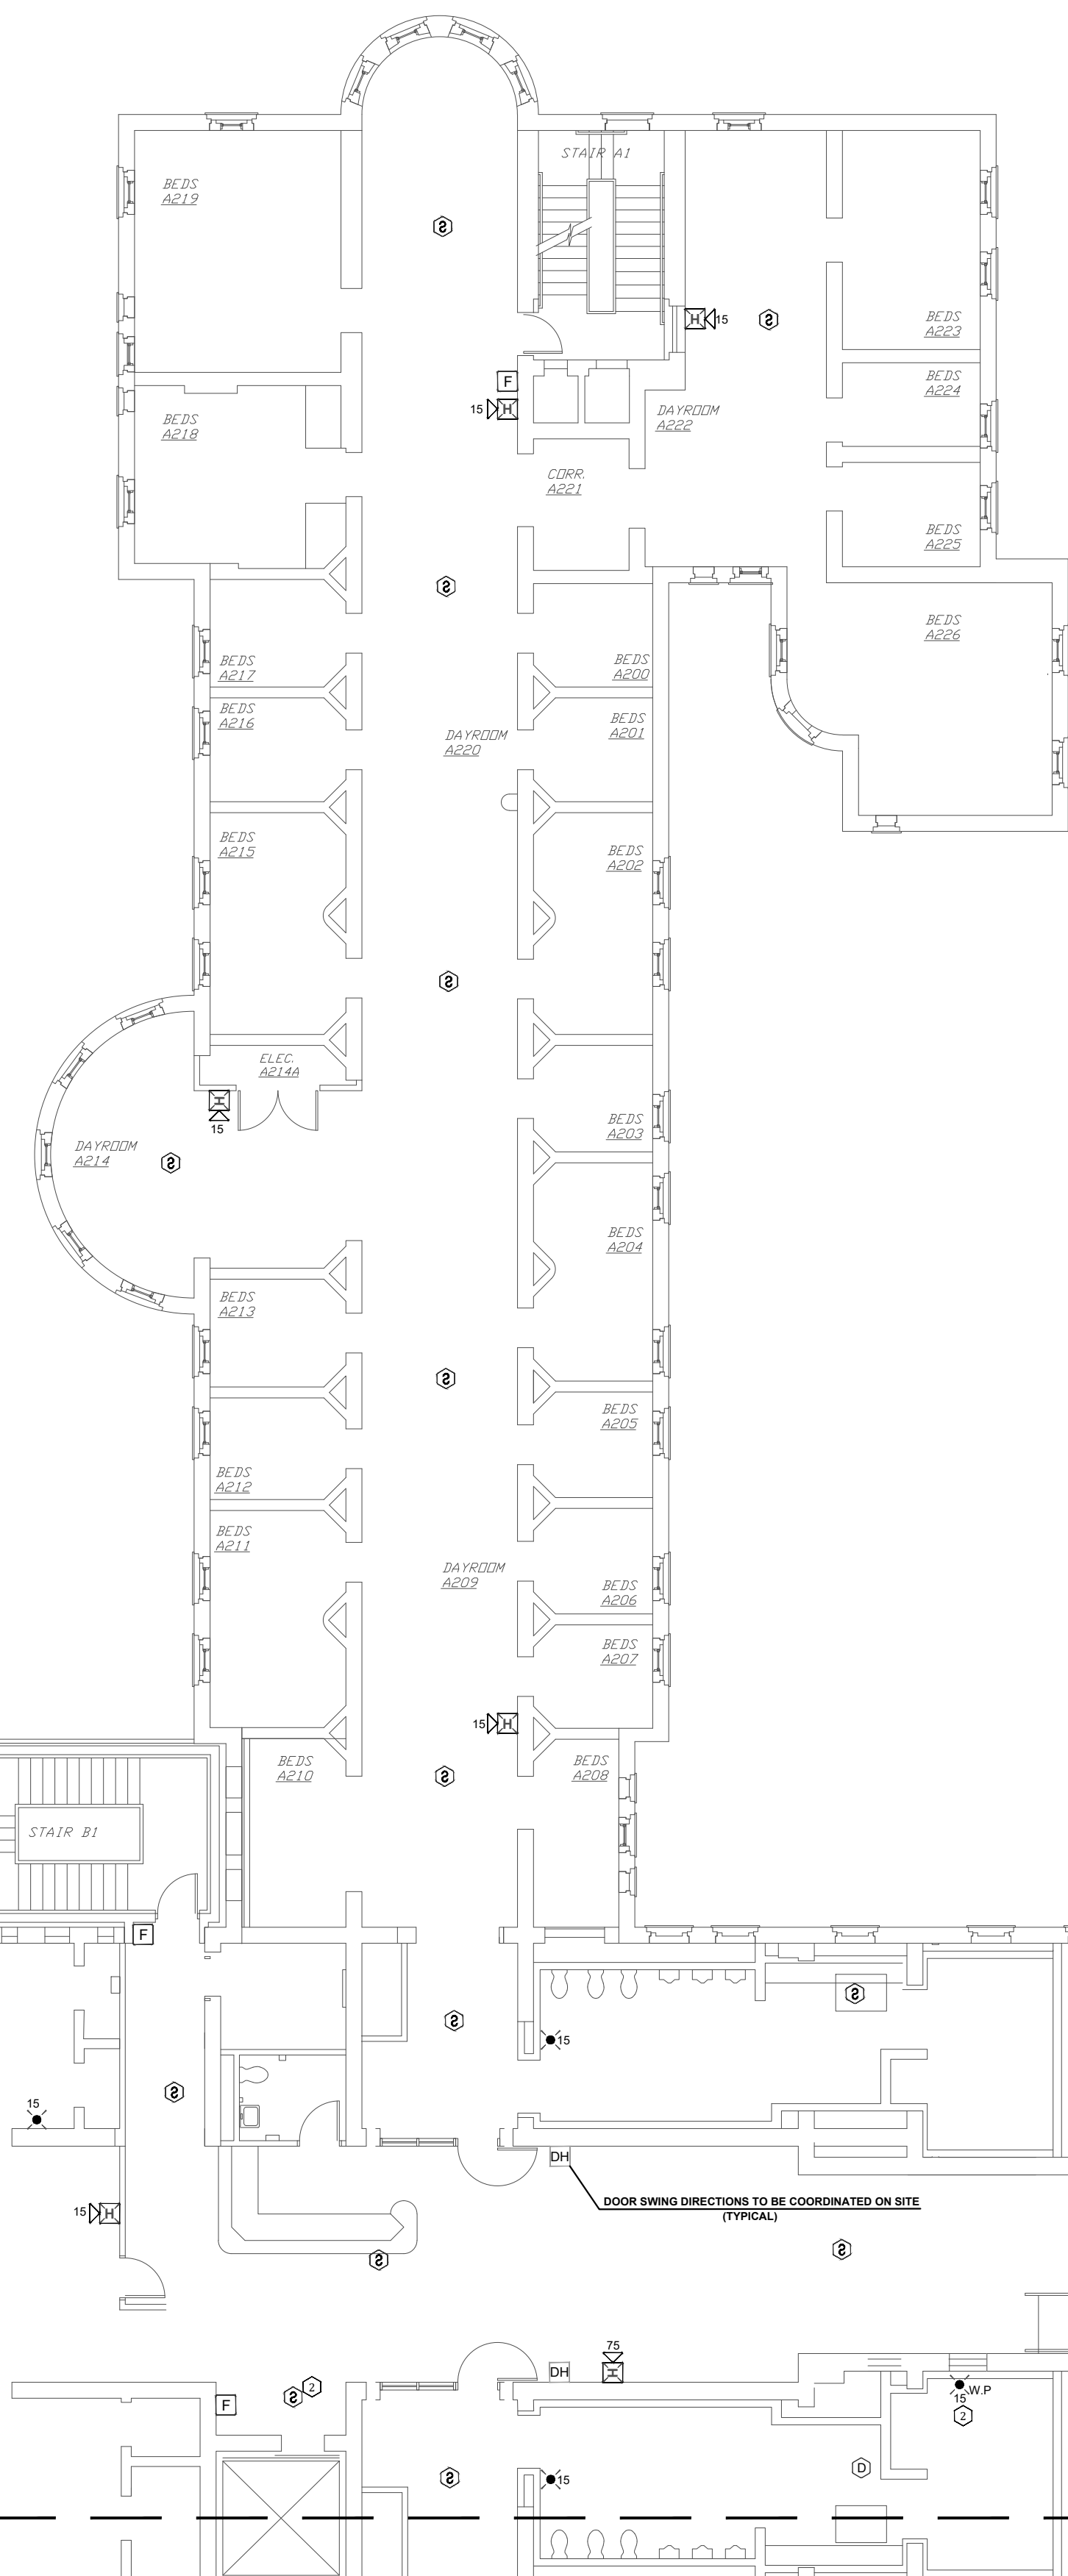 STAIR A1
BEDS
A219
S
BEDS
A223
H 15
S
BEDS
A224
F
15 H
DAYROOM
A222
BEDS
A218
CORR.
A221
BEDS
A225
S
BEDS
A226
BEDS
A217
BEDS
A200
BEDS
A216
BEDS
A201
DAYROOM
A220
BEDS
A215
BEDS
A202
S
ELEC.
A214A
H
15
BEDS
A203
DAYROOM
A214
S
BEDS
A204
BEDS
A213
S
BEDS
A205
BEDS
A212
BEDS
A211
DAYROOM
A209
BEDS
A206
BEDS
A207
15 H
BEDS
A210
BEDS
A208
S
STAIR B1
F
S
S
15
S
15
DH
DOOR SWING DIRECTIONS TO BE COORDINATED ON SITE
(TYPICAL)
15 H
S
S
75
H
DH
S 2
F
W.P
15
2
S
15
D